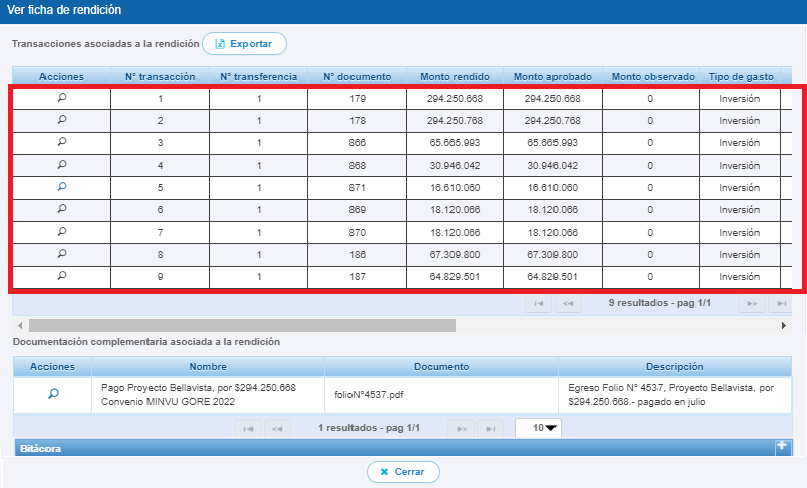 Ver ficha de rendición
Transacciones asociadas a la rendición Exportar
Acciones N° transacción N° transferencia N° documento Monto rendido Monto aprobado Monto observado Tipo de gasto
1 1 179 294.250.668 294.250.668 0 Inversión
2 1 178 294.250.768 294.250.768 0 Inversión
3 1 866 65.665.993 65.665.993 0 Inversión
4 1 868 30.946.042 30.946.042 0 Inversión
5 1 871 16.610.060 16.610.060 0 Inversión
6 1 869 18.120.066 18.120.066 0 Inversión
7 1 870 18.120.066 18.120.066 0 Inversión
8 1 186 67.309.800 67.309.800 0 Inversión
9 1 187 64.829.501 64.829.501 0 Inversión
9 resultados - pag 1/1
Documentación complementaria asociada a la rendición
Acciones Nombre Documento Descripción
Pago Proyecto Bellavista, por $294.250.668
Convenio MINVU GORE 2022
folioN°4537.pdf
Egreso Folio N° 4537, Proyecto Bellavista, por
$294.250.668.- pagado en julio
1 resultados - pag 1/1 10
Bitácora
Cerrar